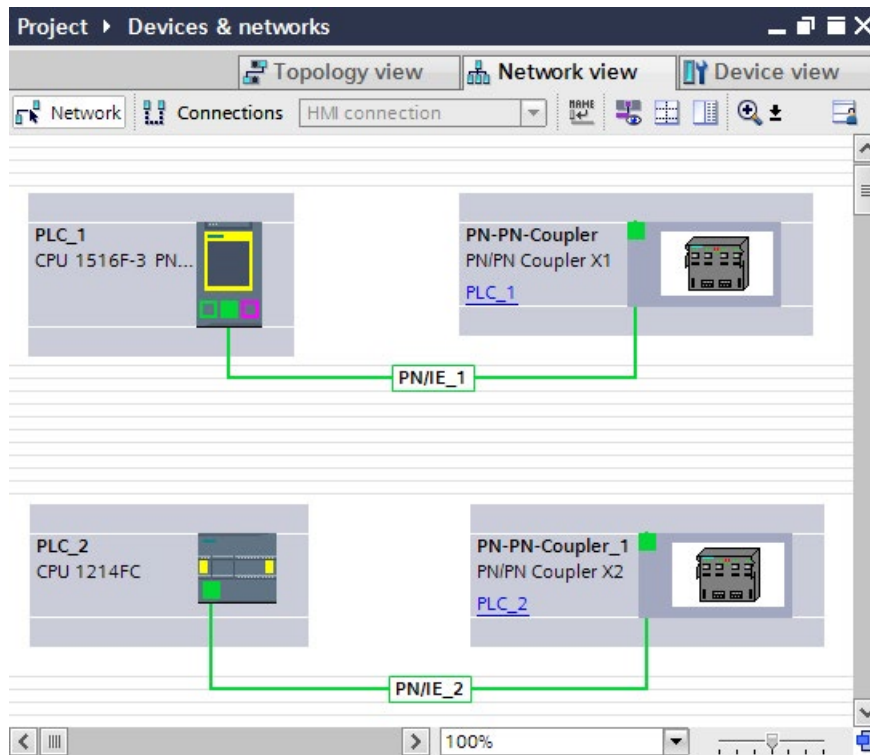 Project ▸ Devices & networks
Topology view
Network view
Device view
Network
Connections
HMI connection
NAME
PLC_1
CPU 1516F-3 PN...
PN-PN-Coupler
PN/PN Coupler X1
PLC_1
PN/IE_1
PLC_2
CPU 1214FC
PN-PN-Coupler_1
PN/PN Coupler X2
PLC_2
PN/IE_2
100%